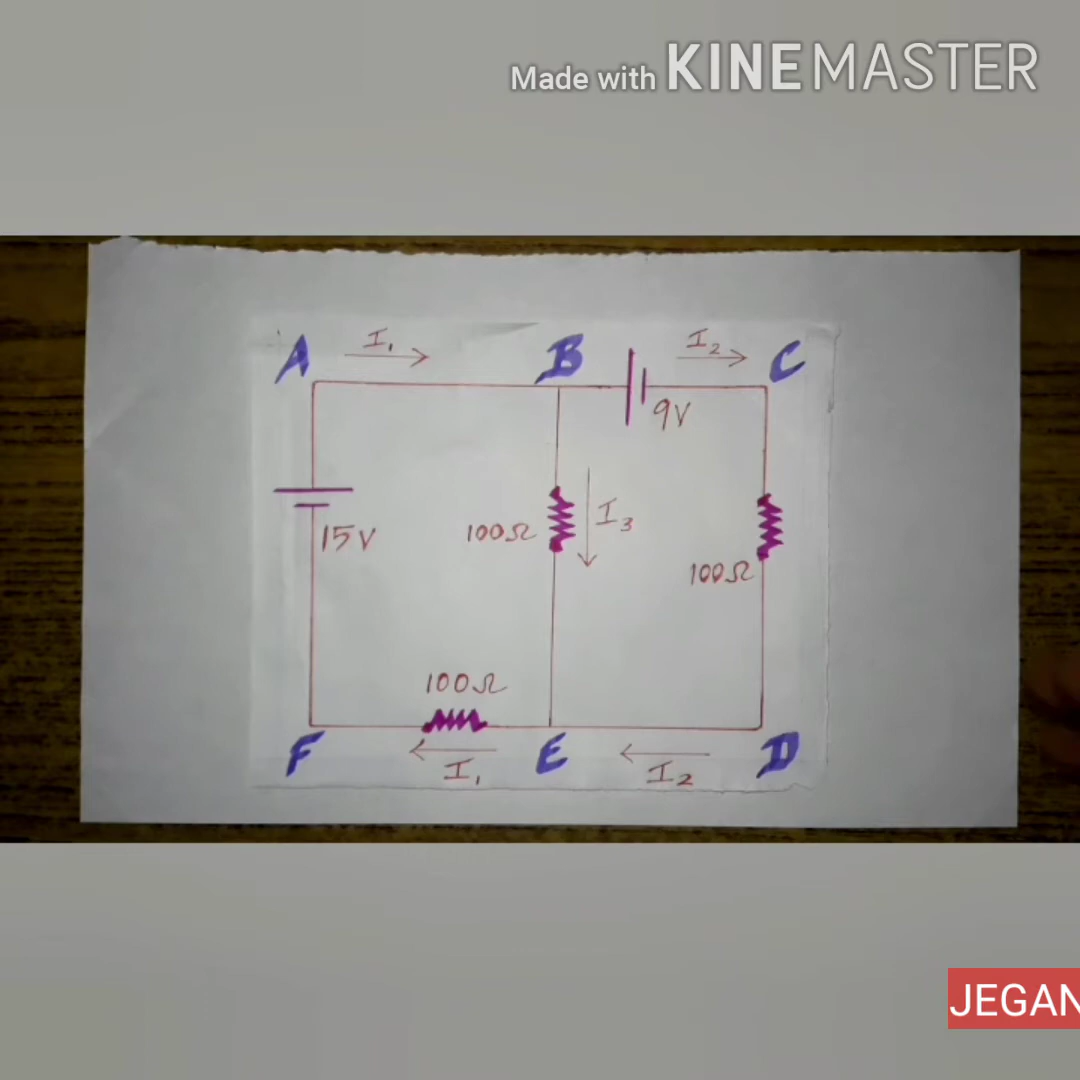 Made with KINEMASTER
A I₁ B I₂ C
9V
15V 100Ω I₃
100Ω
100Ω
F I₁ E I₂ D
JEGAN